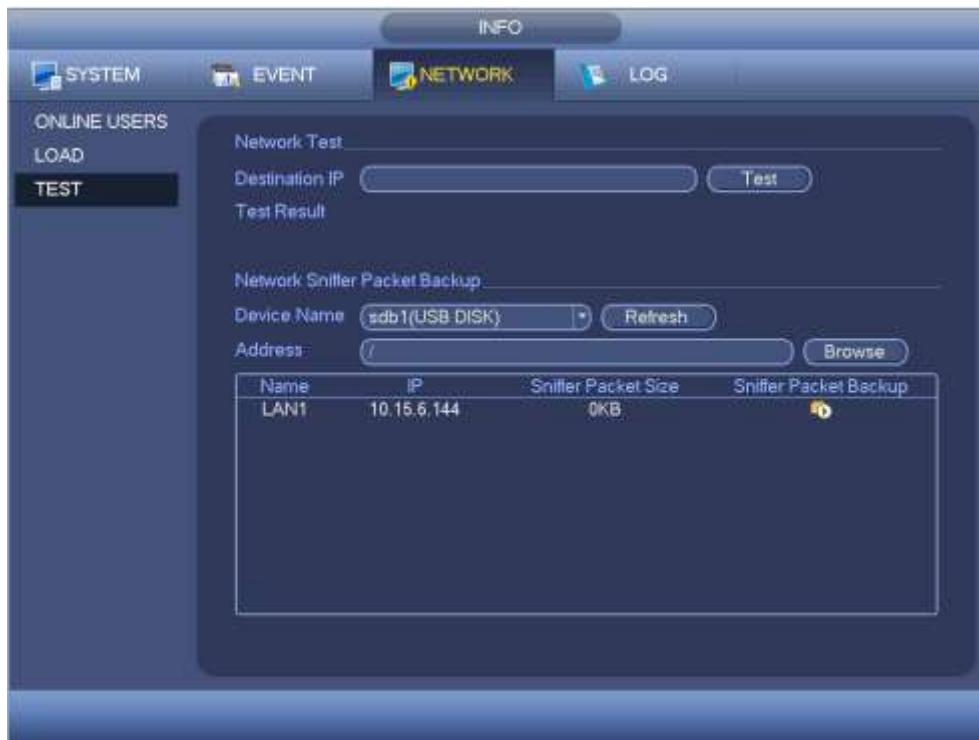 INFO
SYSTEM EVENT NETWORK LOG
ONLINE USERS
LOAD
TEST
Network Test
Destination IP Test
Test Result
Network Sniffer Packet Backup
Device Name sdb1(USB DISK) Refresh
Address / Browse
Name IP Sniffer Packet Size Sniffer Packet Backup
LAN1 10.15.6.144 0KB